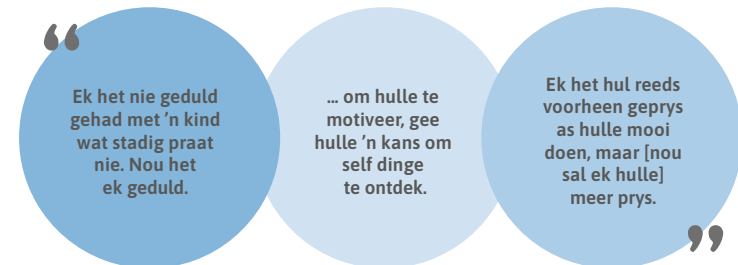 “
Ek het nie geduld
gehad met ’n kind
wat stadig praat
nie. Nou het
ek geduld.
... om hulle te
motiveer, gee
hulle ’n kans om
self dinge
te ontdek.
Ek het hul reeds
voorheen geprys
as hulle mooi
doen, maar [nou
sal ek hulle]
meer prys.
”